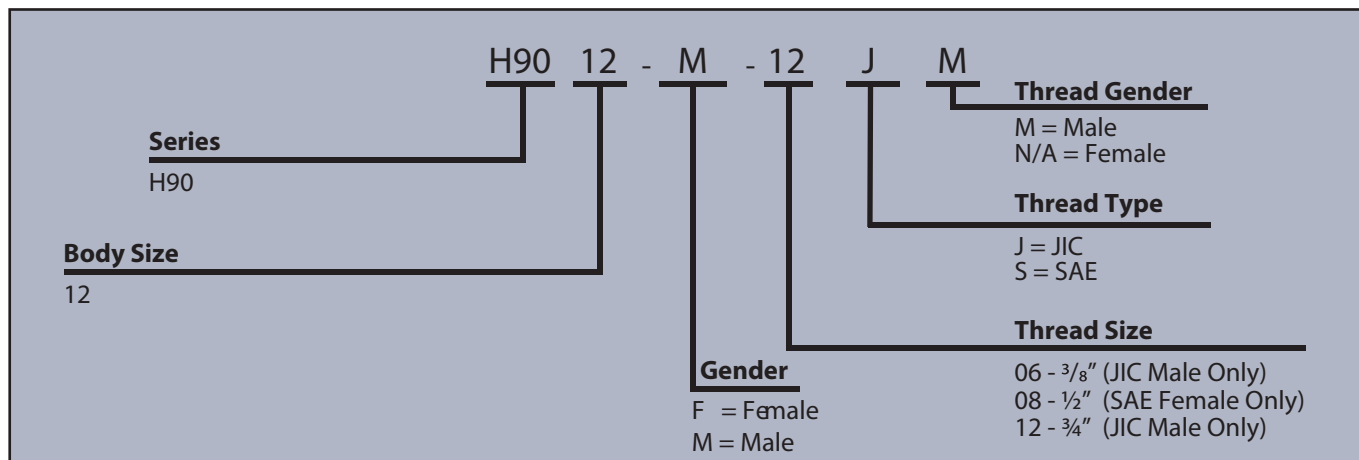 H90 12 - M - 12 J M
Thread Gender
M = Male
N/A = Female
Series
H90
Thread Type
J = JIC
S = SAE
Body Size
12
Thread Size
06 - ³/₈" (JIC Male Only)
08 - ½" (SAE Female Only)
12 - ¾" (JIC Male Only)
Gender
F = Female
M = Male